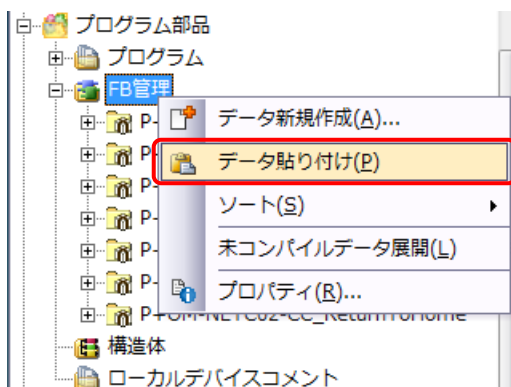 プログラム部品
プログラム
FB管理
データ新規作成(A)...
データ貼り付け(P)
ソート(S)
未コンパイルデータ展開(L)
プロパティ(R)...
構造体
ローカルデバイスコメント